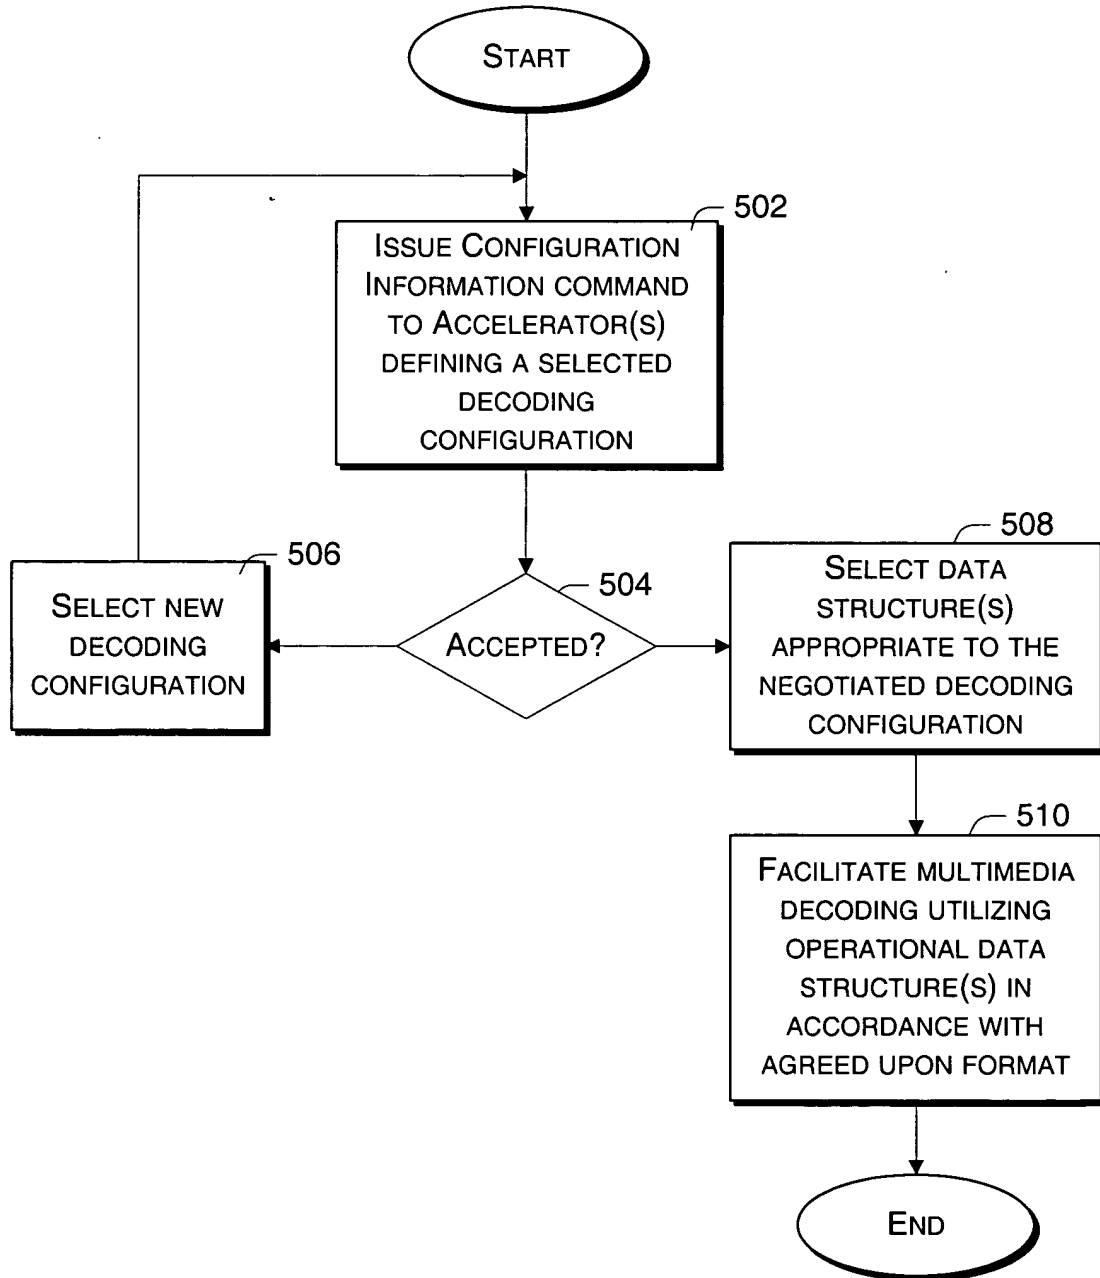 START
502
ISSUE CONFIGURATION
INFORMATION COMMAND
TO ACCELERATOR(S)
DEFINING A SELECTED
DECODING
CONFIGURATION
506
SELECT NEW
DECODING
CONFIGURATION
504
ACCEPTED?
508
SELECT DATA
STRUCTURE(S)
APPROPRIATE TO THE
NEGOTIATED DECODING
CONFIGURATION
510
FACILITATE MULTIMEDIA
DECODING UTILIZING
OPERATIONAL DATA
STRUCTURE(S) IN
ACCORDANCE WITH
AGREED UPON FORMAT
END